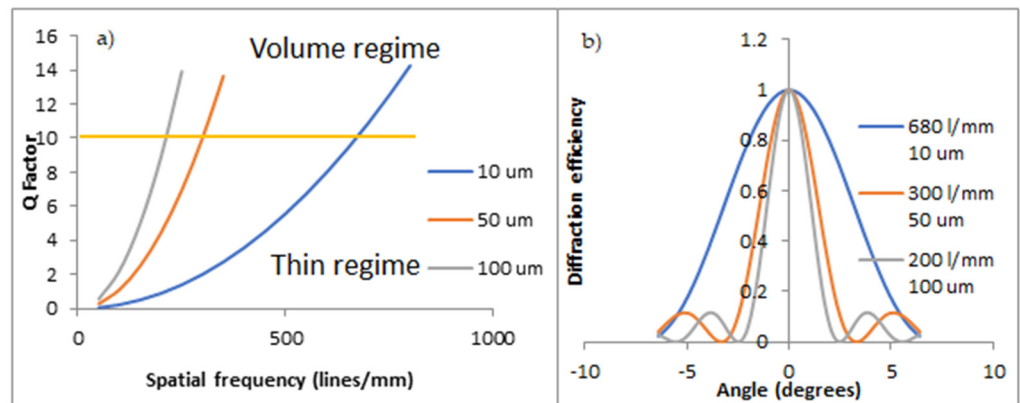 a)
Volume regime
16
14
12
10
8
6
4
2
0
Q Factor
10 um
50 um
100 um
Thin regime
0
500
1000
Spatial frequency (lines/mm)
b)
1.2
1
0.8
0.6
0.4
0.2
0
Diffraction efficiency
680 l/mm
10 um
300 l/mm
50 um
200 l/mm
100 um
-10
-5
0
5
10
Angle (degrees)